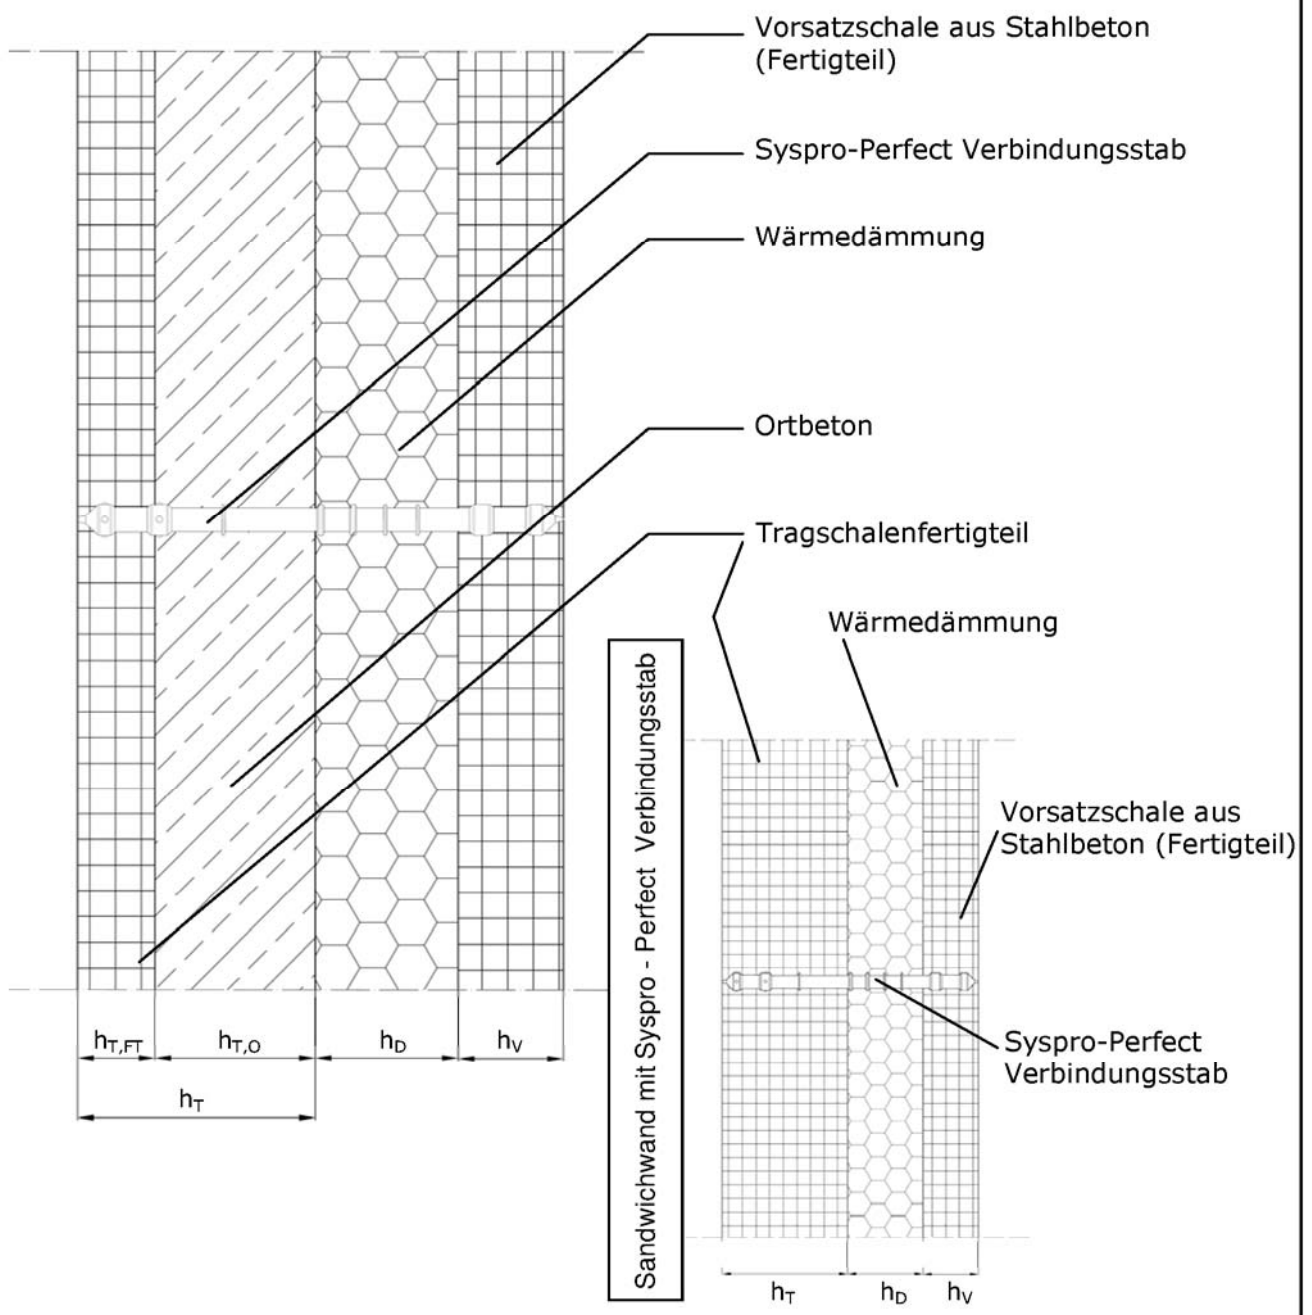 Vorsatzschale aus Stahlbeton
(Fertigteil)
Syspro-Perfect Verbindungsstab
Wärmedämmung
Ortbeton
Tragschalenfertigteil
hT,FT
hT,O
hD
hV
hT
Sandwichwand mit Syspro - Perfect Verbindungsstab
Wärmedämmung
Vorsatzschale aus
Stahlbeton (Fertigteil)
Syspro-Perfect
Verbindungsstab
hT
hD
hV